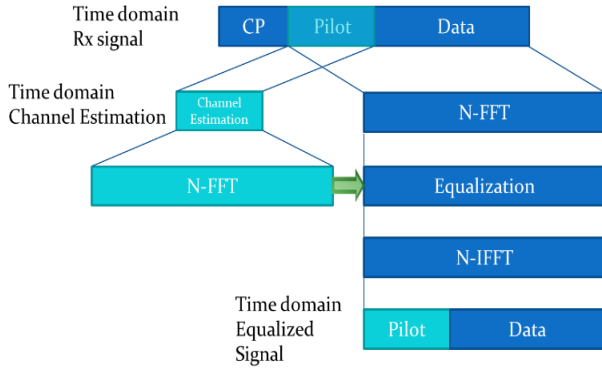 Time domain
Rx signal
CP
Pilot
Data
Time domain
Channel Estimation
Channel
Estimation
N-FFT
N-FFT
Equalization
N-IFFT
Time domain
Equalized
Signal
Pilot
Data